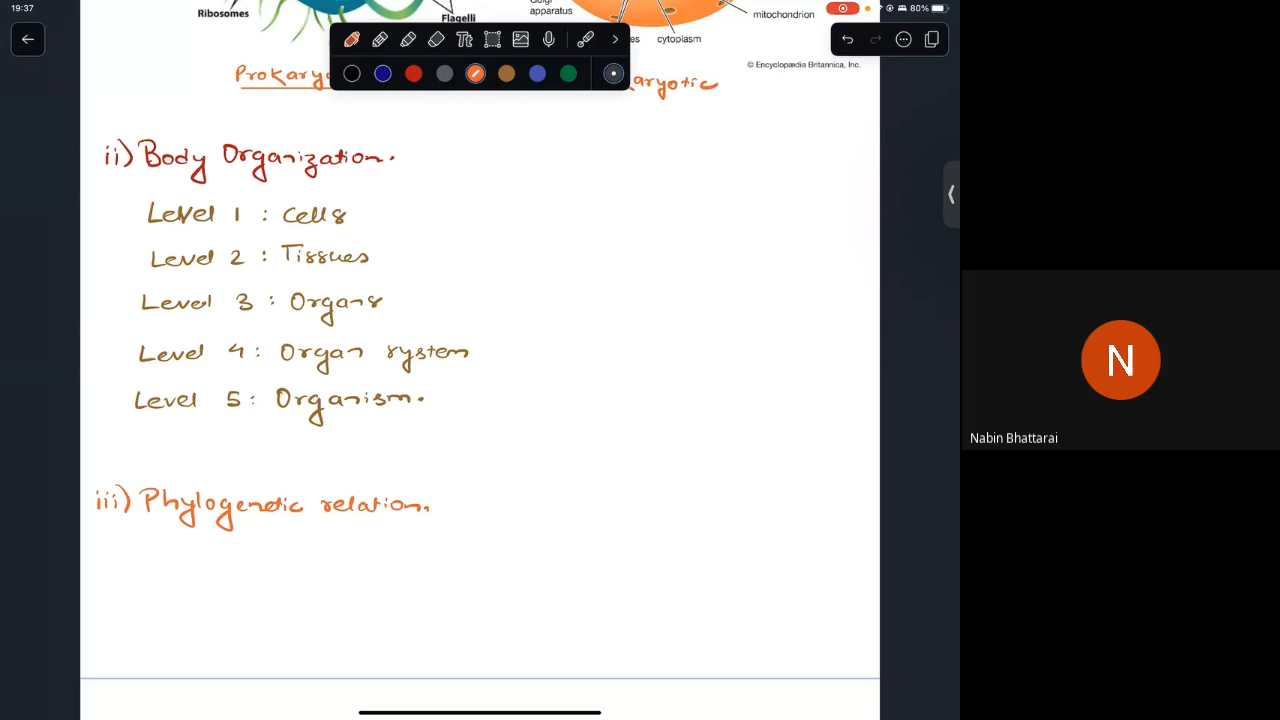 19:37
80%
Ribosomes
Flagelli
apparatus
mitochondrion
cytoplasm
© Encyclopædia Britannica, Inc.
ii) Body Organization.
Level 1 : Cells
Level 2 : Tissues
Level 3 : Organs
Level 4 : Organ system
Level 5 : Organism.
iii) Phylogenetic relation.
N
Nabin Bhattarai